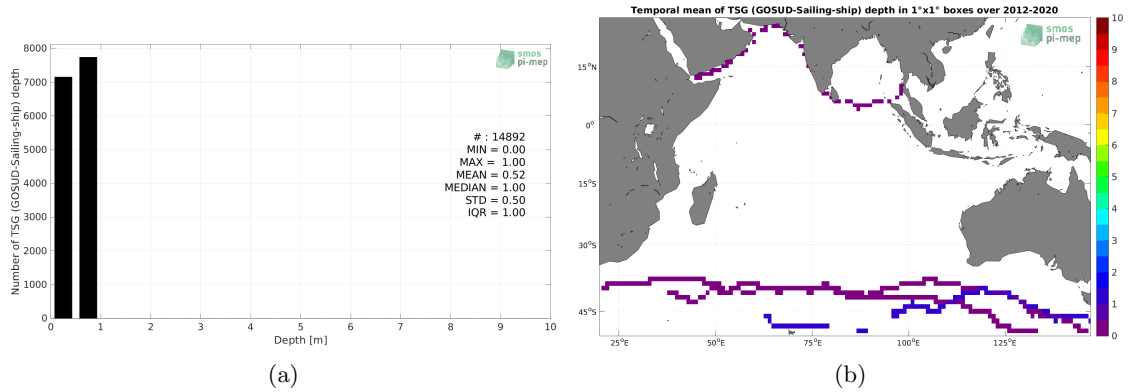 Temporal mean of TSG (GOSUD-Sailing-ship) depth in 1°x1° boxes over 2012-2020
Number of TSG (GOSUD-Sailing-ship) depth
8000
7000
6000
5000
4000
3000
2000
1000
0
smos
pi-mep
# : 14892
MIN = 0.00
MAX = 1.00
MEAN = 0.52
MEDIAN = 1.00
STD = 0.50
IQR = 1.00
0 1 2 3 4 5 6 7 8 9 10
Depth [m]
(a)
smos
pi-mep
15°N
0°
15°S
30°S
45°S
25°E 50°E 75°E 100°E 125°E
10
9
8
7
6
5
4
3
2
1
0
(b)